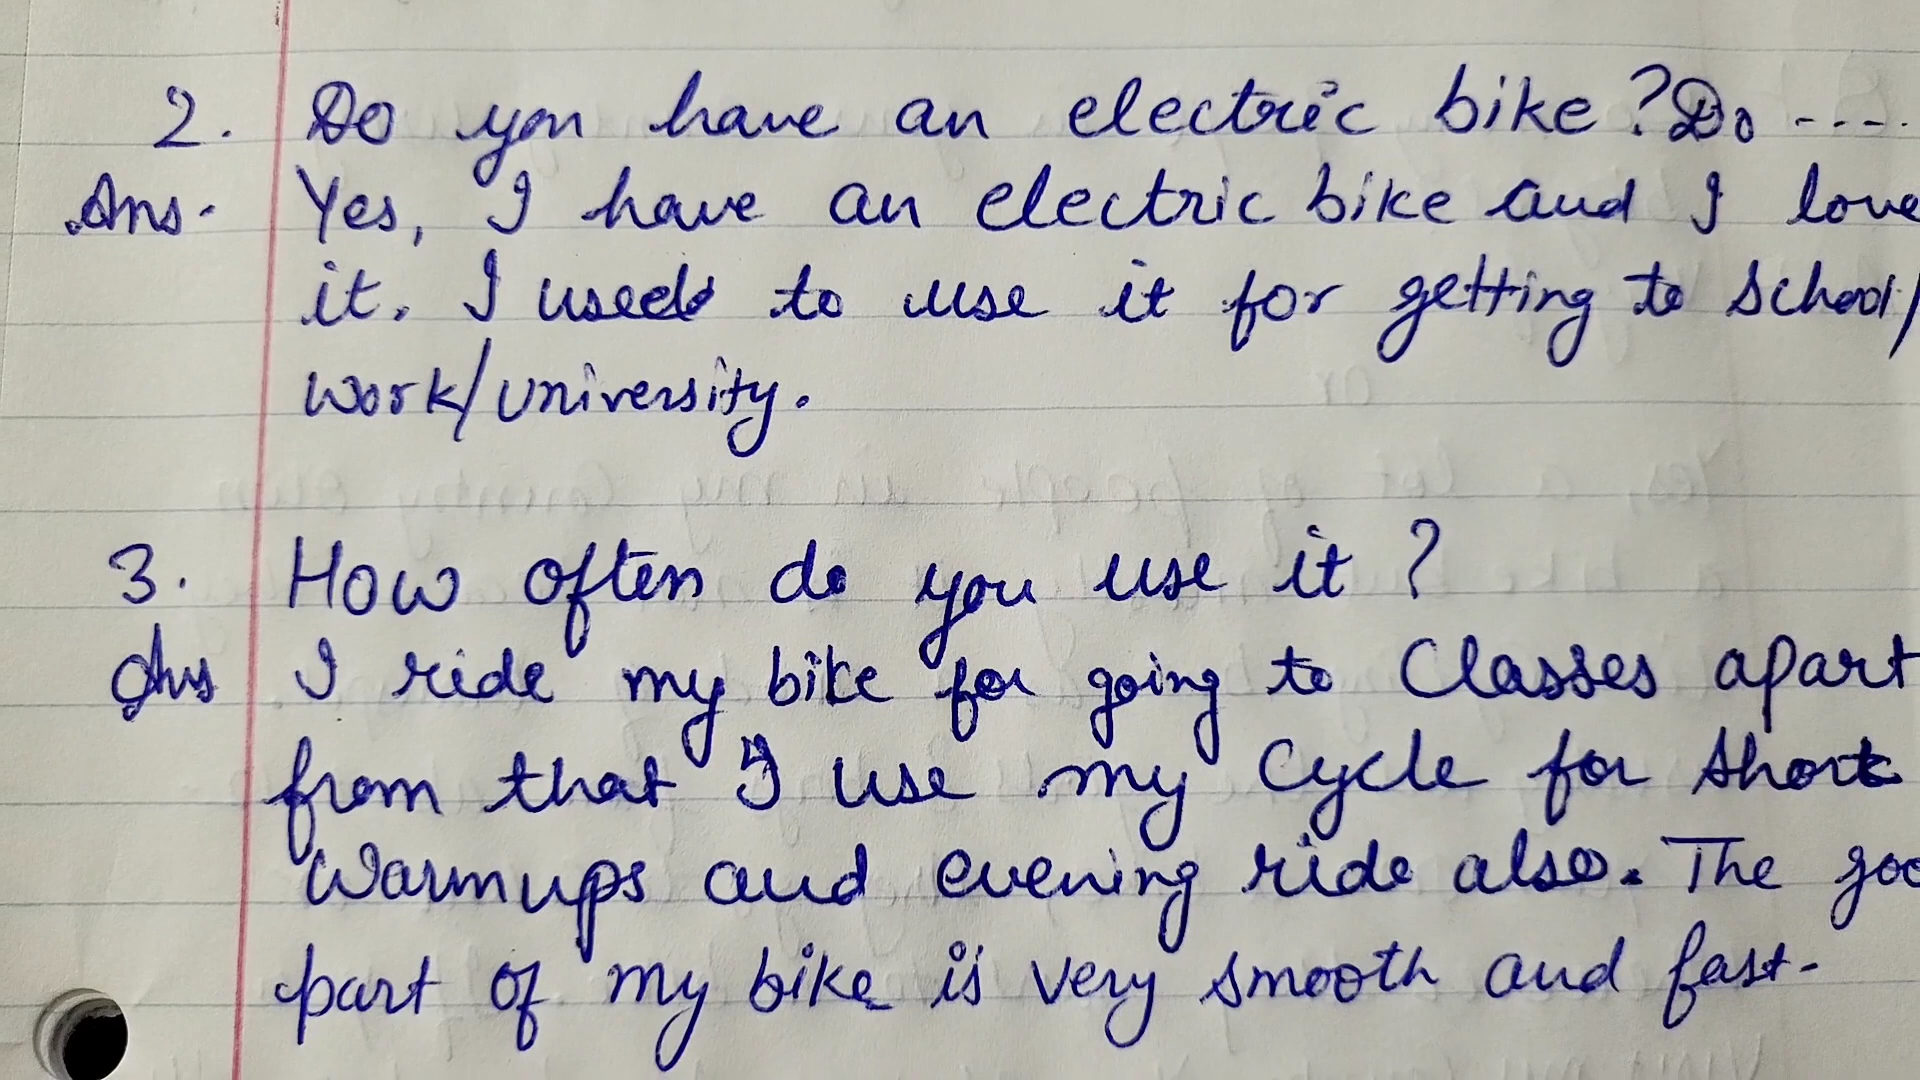 2. Do you have an electric bike? Do ----.
Ans. Yes, I have an electric bike and I love
it. I used to use it for getting to school/
work/university.
3. How often do you use it?
Ans I ride my bike for going to Classes apart
from that I use my Cycle for short
Warmups and evening ride also. The goo
part of my bike is very smooth and fast.